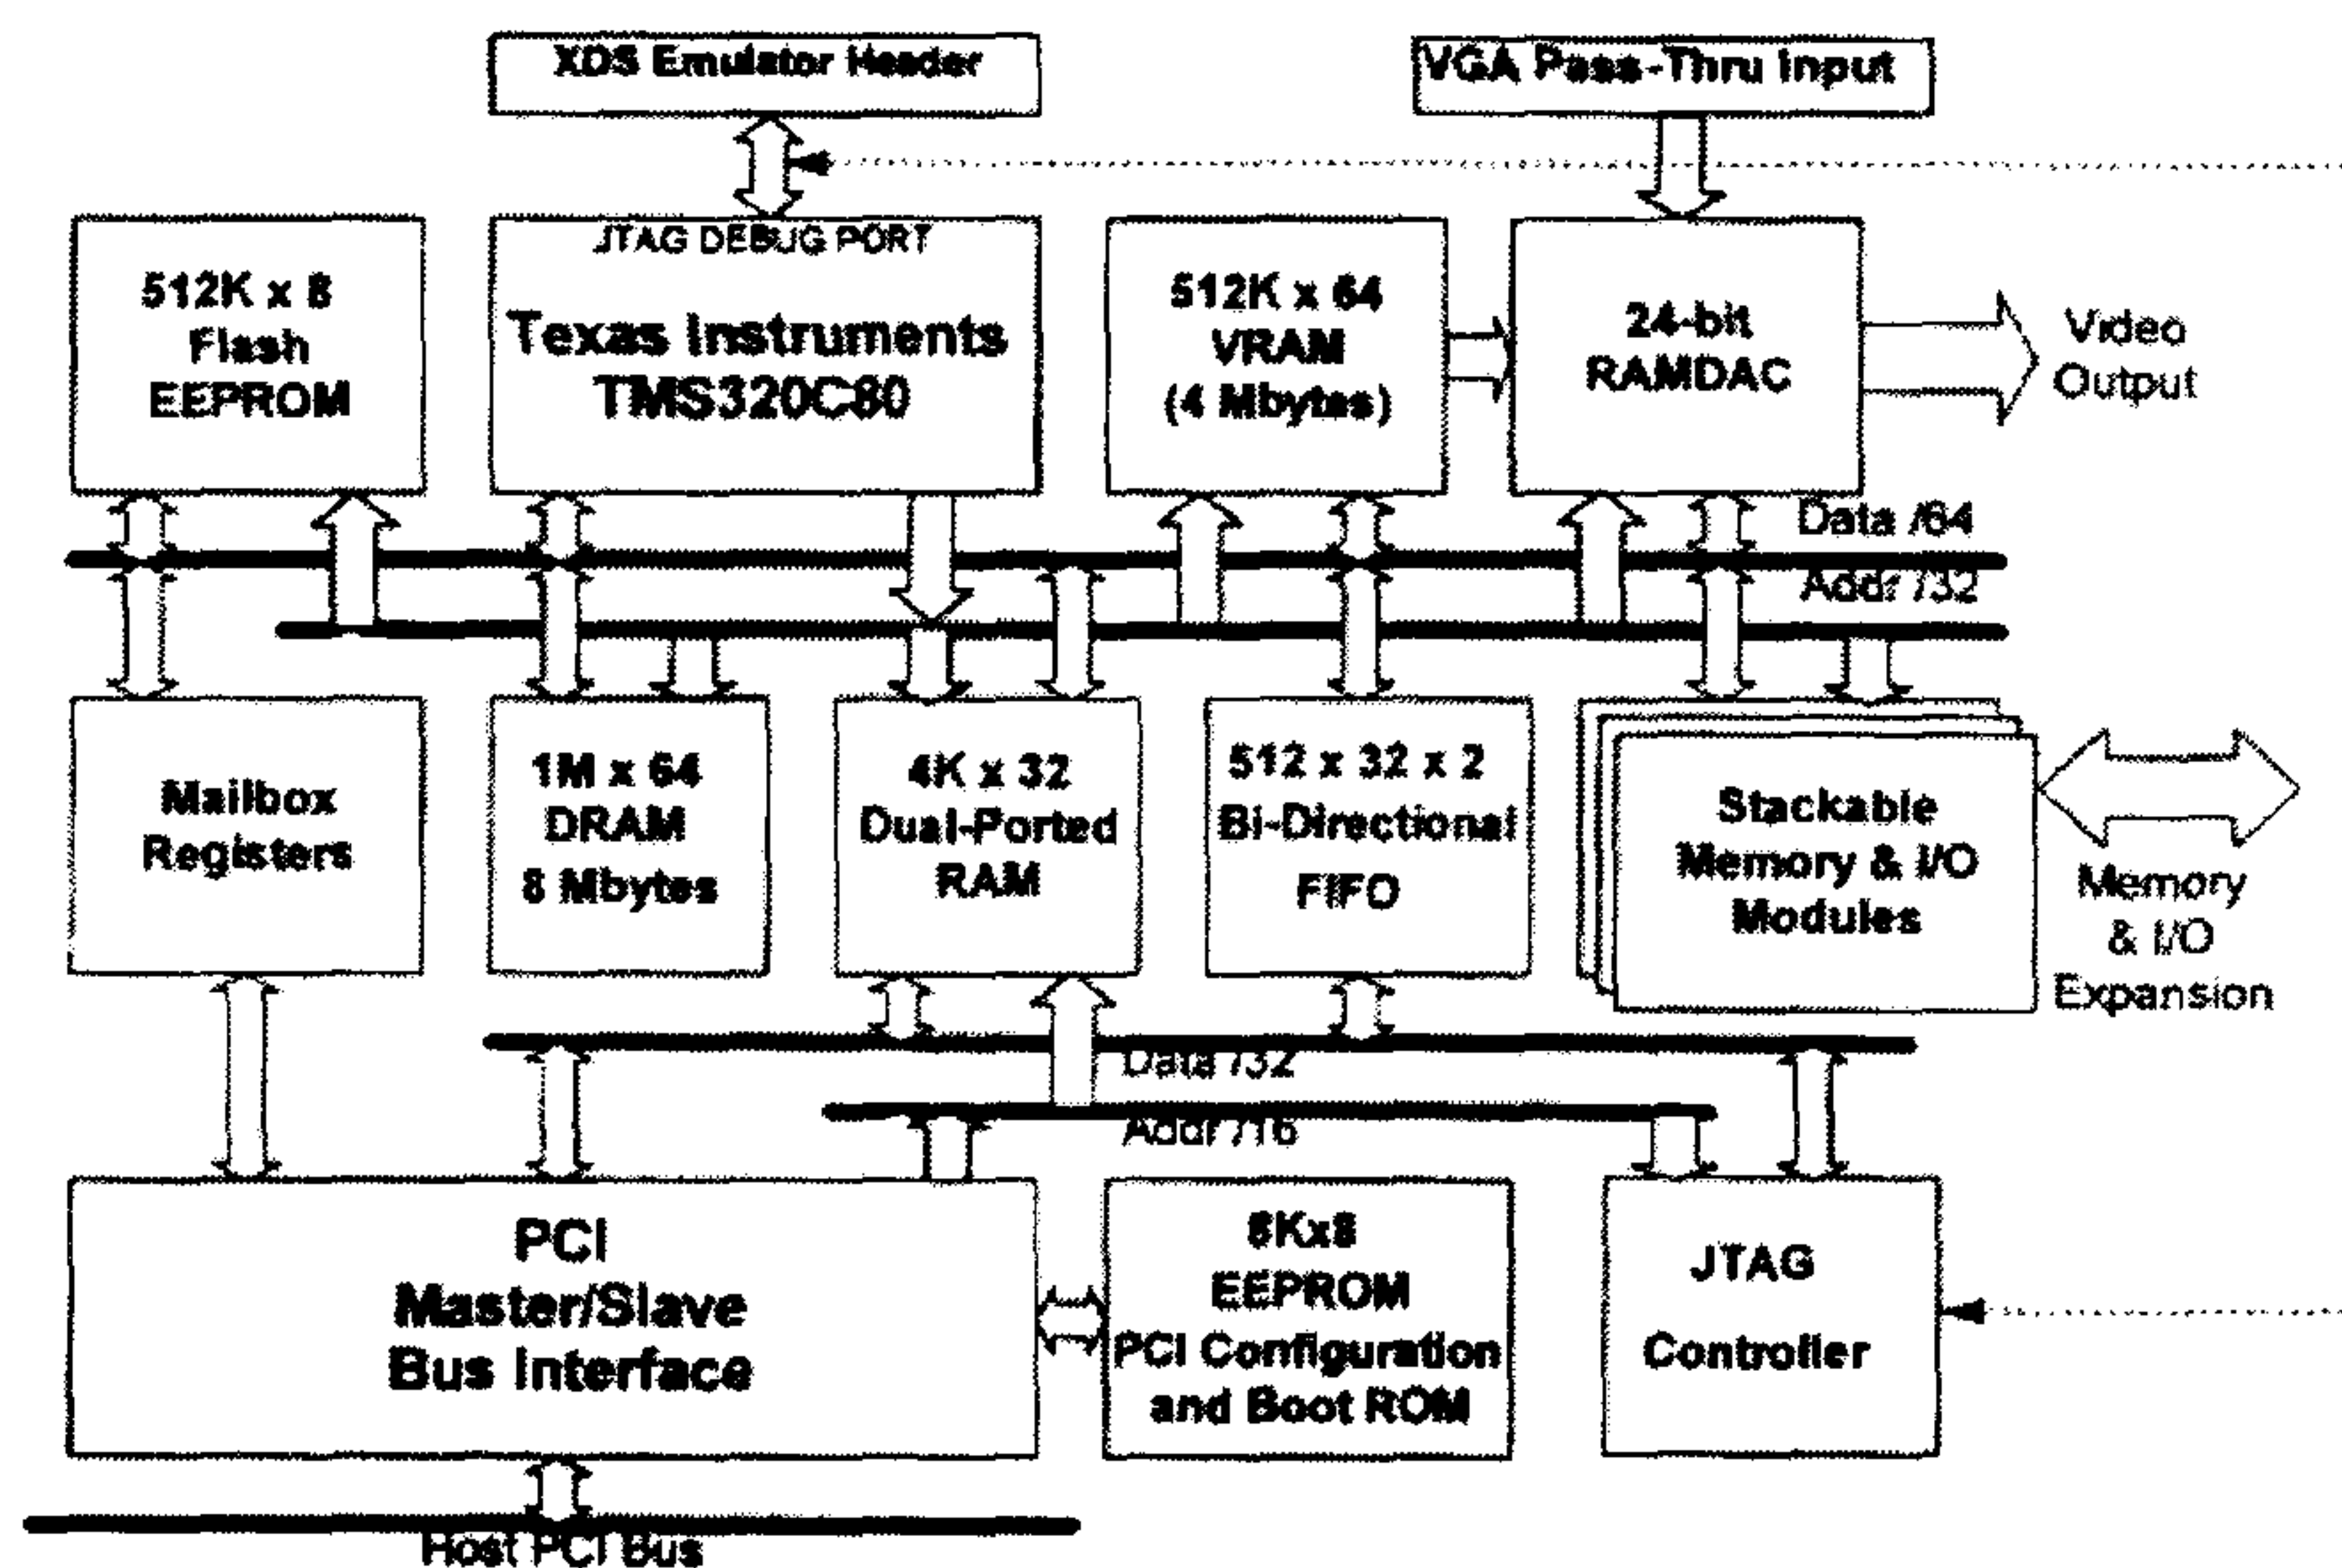 XDS Emulator Header
VGA Pass-Thru Input
512K x 8
Flash
EEPROM
JTAG DEBUG PORT
Texas Instruments
TMS320C80
512K x 64
VRAM
(4 Mbytes)
24-bit
RAMDAC
Video
Output
Data /64
Addr /32
Mailbox
Registers
1M x 64
DRAM
8 Mbytes
4K x 32
Dual-Ported
RAM
512 x 32 x 2
Bi-Directional
FIFO
Stackable
Memory & I/O
Modules
Memory
& I/O
Expansion
Data /32
Addr /16
PCI
Master/Slave
Bus Interface
8Kx8
EEPROM
PCI Configuration
and Boot ROM
JTAG
Controller
Host PCI Bus